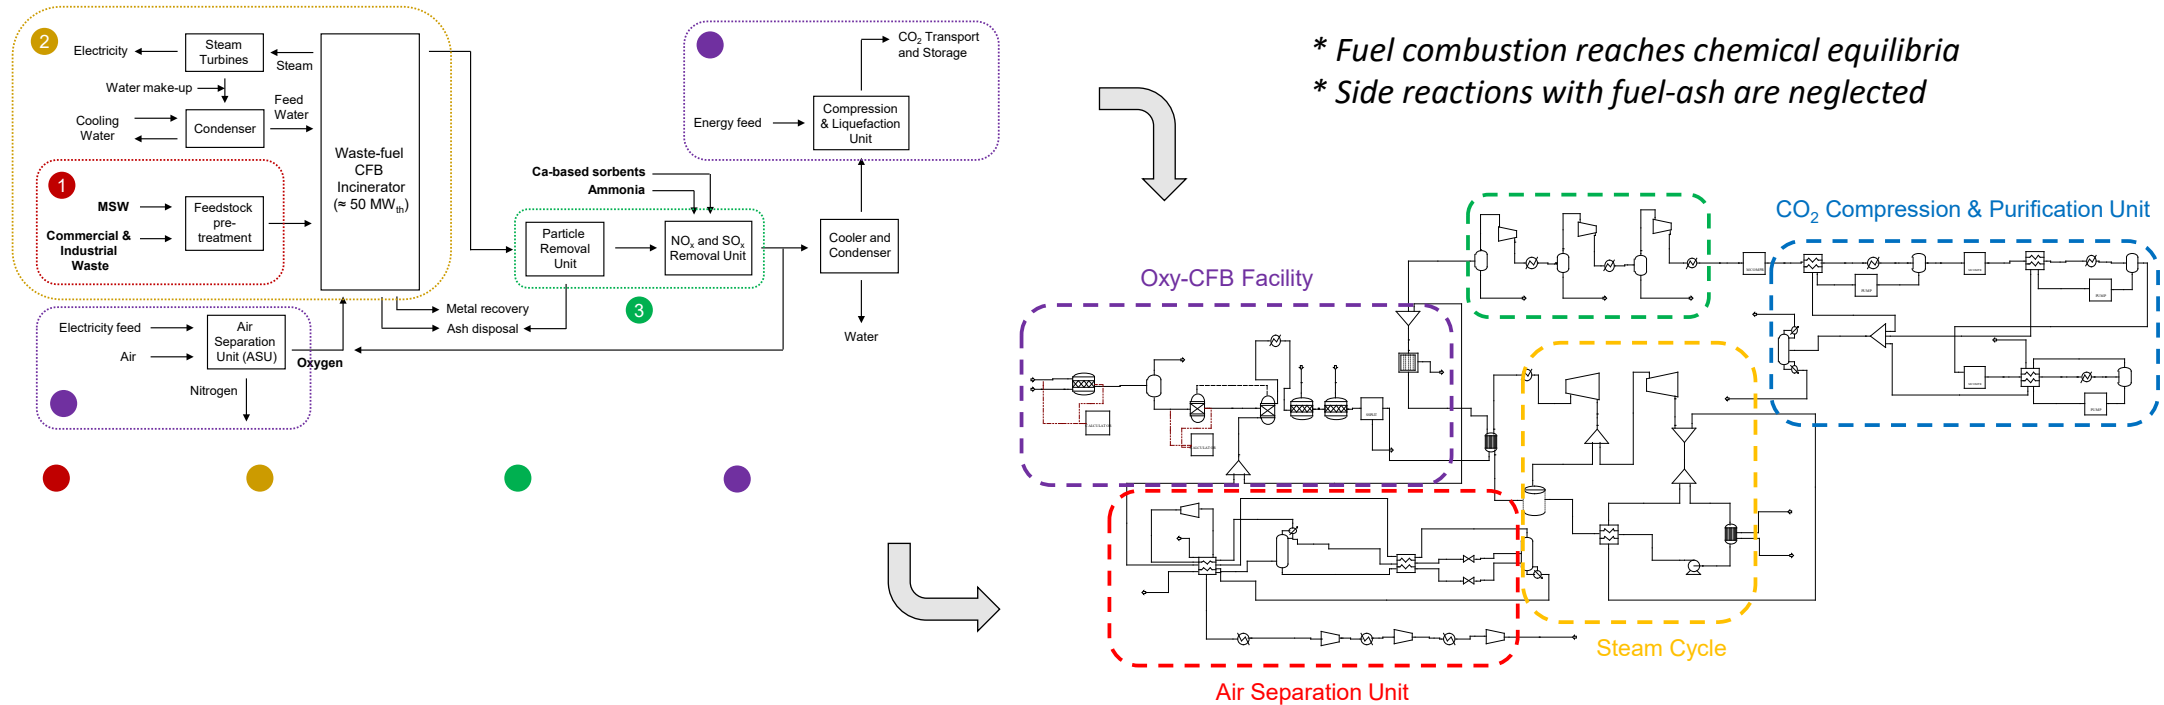 2
Electricity
Steam
Turbines
Steam
Water make-up
Feed
Water
Cooling
Water
Condenser
1
MSW
Commercial &
Industrial
Waste
Feedstock
pre-
treatment
Waste-fuel
CFB
Incinerator
(≈ 50 MWth)
Electricity feed
Air
Air
Separation
Unit (ASU)
Oxygen
Nitrogen
Metal recovery
Ash disposal
Ca-based sorbents
Ammonia
Particle
Removal
Unit
NOx and SOx
Removal Unit
3
Cooler and
Condenser
Water
Energy feed
Compression
& Liquefaction
Unit
CO2 Transport
and Storage
* Fuel combustion reaches chemical equilibria
* Side reactions with fuel-ash are neglected
Oxy-CFB Facility
CO2 Compression & Purification Unit
PUMP
PUMP
PUMP
Steam Cycle
Air Separation Unit